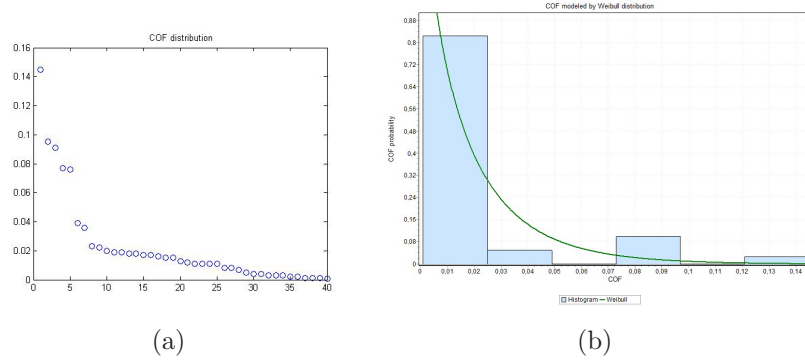 COF distribution
0.16
0.14
0.12
0.1
0.08
0.06
0.04
0.02
0
0 5 10 15 20 25 30 35 40
(a)
COF modeled by Weibull distribution
COF probability
0,88
0,8
0,72
0,64
0,56
0,48
0,4
0,32
0,24
0,16
0,08
0
0 0,01 0,02 0,03 0,04 0,05 0,06 0,07 0,08 0,09 0,1 0,11 0,12 0,13 0,14
COF
Histogram Weibull
(b)